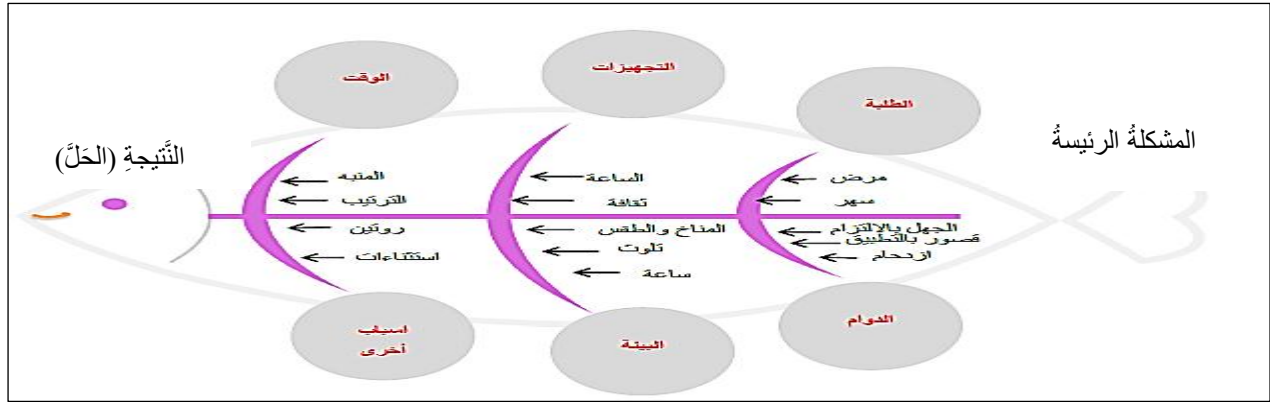 المشكلةُ الرئيسةُ
النَّتيجةِ (الحَلَّ)
الطلبة
مرض
سهر
التجهيزات
الساعة
ثقافة
الوقت
المنبه
الترتيب
الجهل بالالتزام
قصور بالتطبيق
ازدحام
الدوام
المناخ والطقس
تلوث
ساعة
البيئة
روتين
استثناءات
اسباب
أخرى